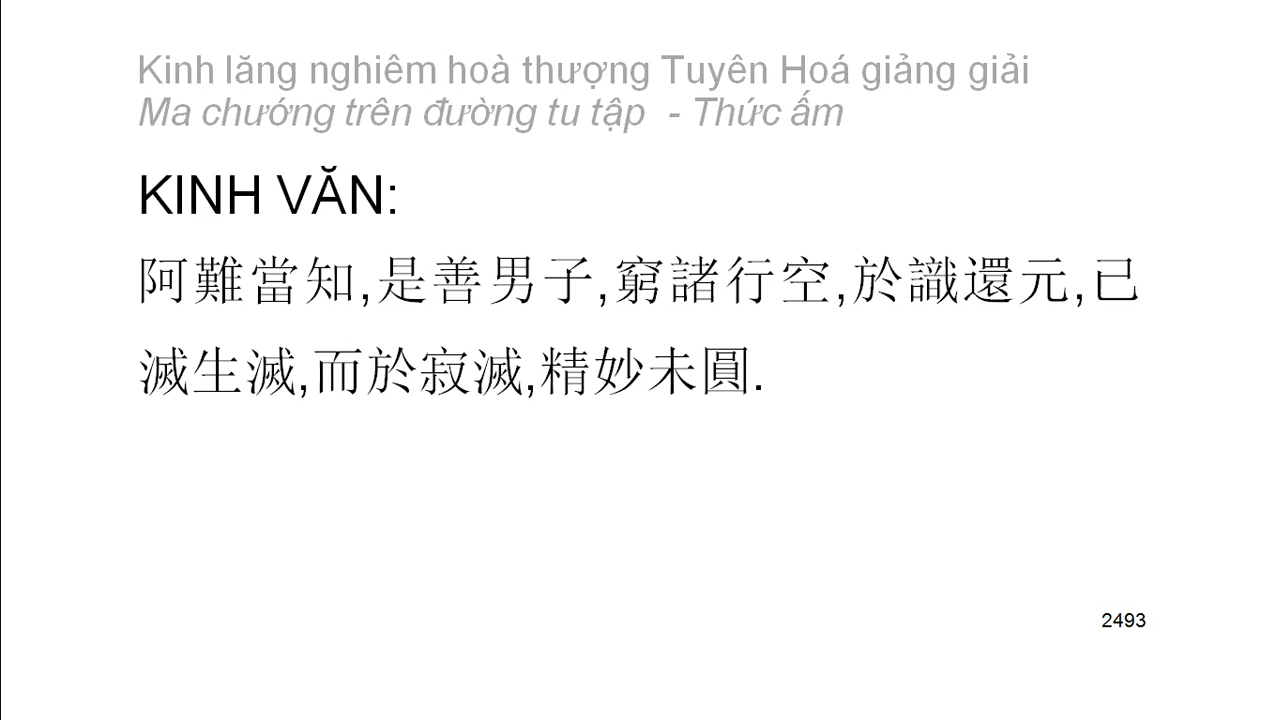 Kinh lăng nghiêm hoà thượng Tuyên Hoá giảng giải
Ma chướng trên đường tu tập - Thức ấm
KINH VĂN:
阿難當知,是善男子,窮諸行空,於識還元,已
滅生滅,而於寂滅,精妙未圓.
2493